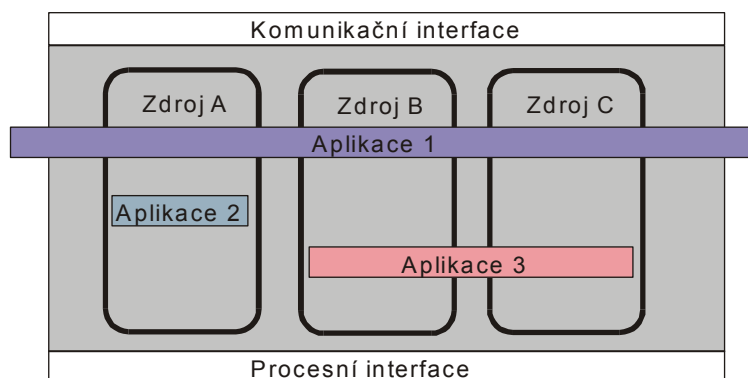 Komunikační interface
Zdroj A
Zdroj B
Zdroj C
Aplikace 1
Aplikace 2
Aplikace 3
Procesní interface